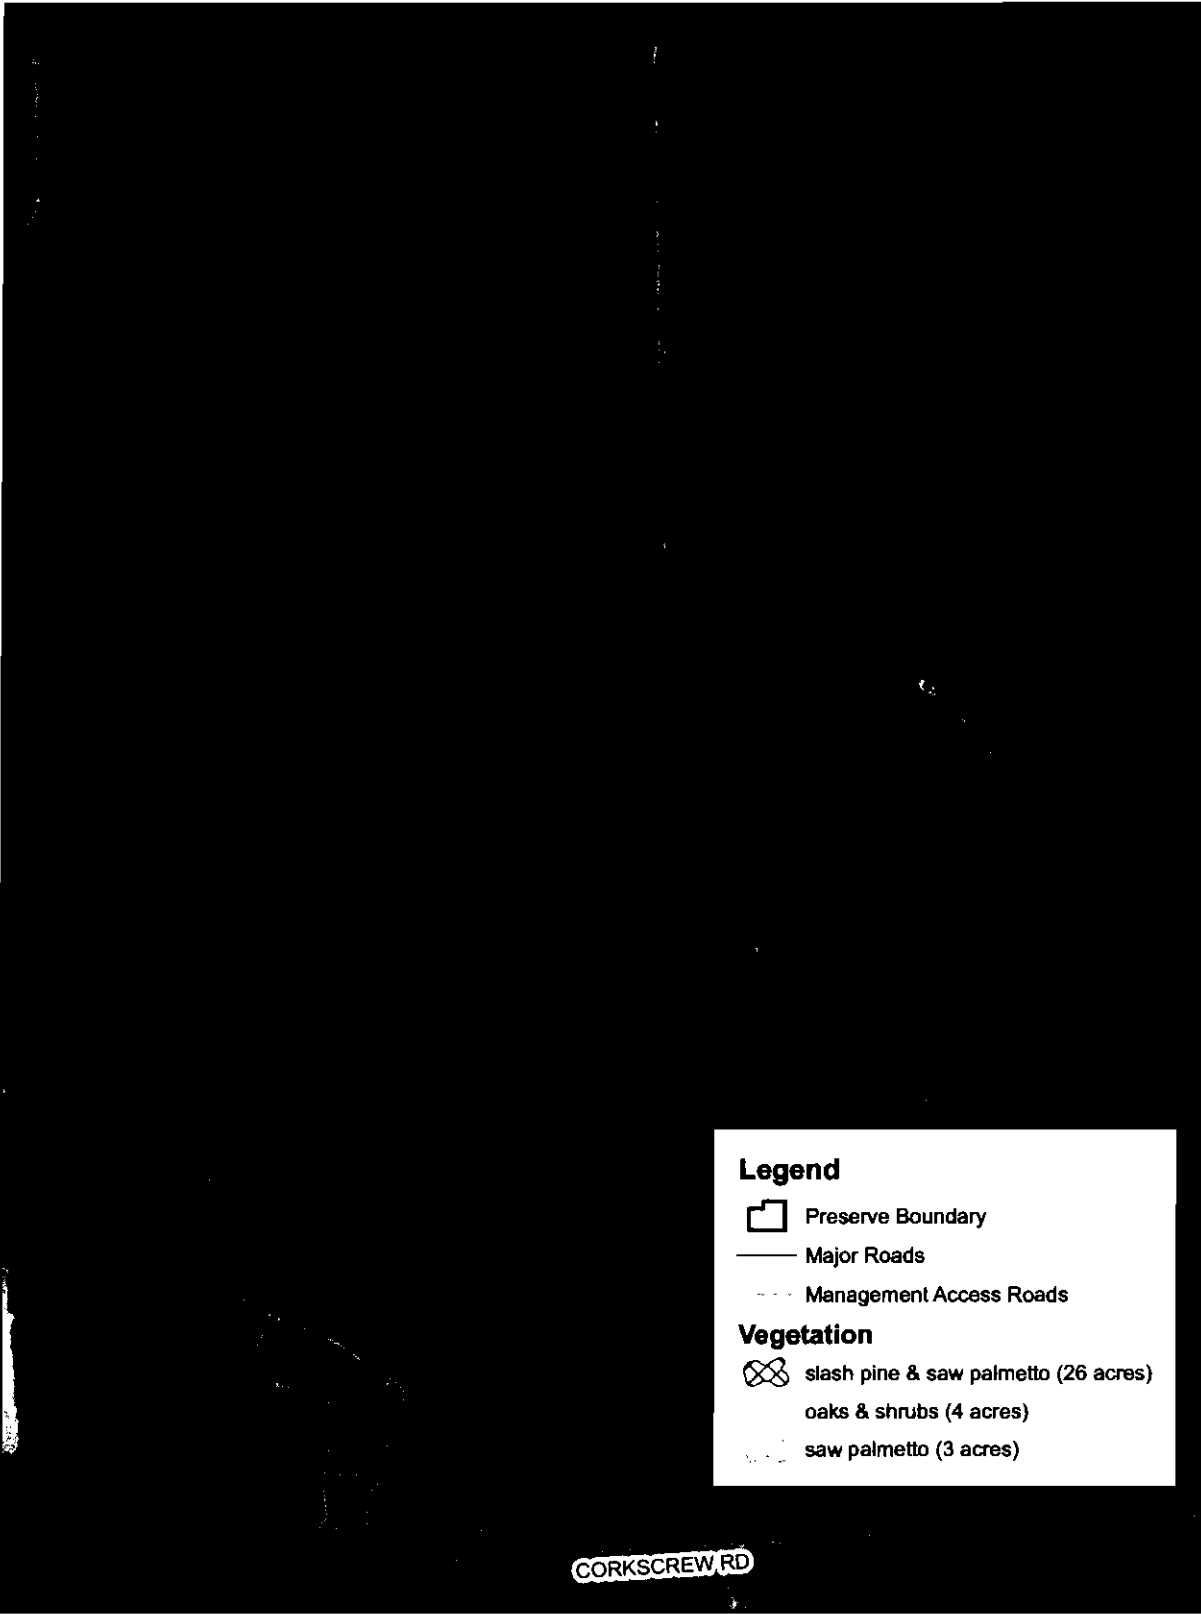 Legend
Preserve Boundary
Major Roads
Management Access Roads
Vegetation
slash pine & saw palmetto (26 acres)
oaks & shrubs (4 acres)
saw palmetto (3 acres)
CORKSCREW RD